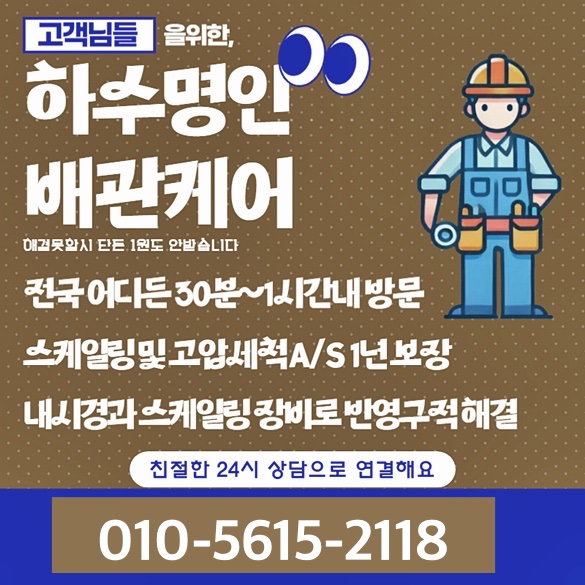 고객님들 을위한,
하수명인
배관케어
해결못할시 단돈 1원도 안받습니다
전국 어디든 30분~1시간내 방문
스케일링 및 고압세척 A/S 1년 보장
내시경과 스케일링 장비로 반영구적 해결
친절한 24시 상담으로 연결해요
010-5615-2118